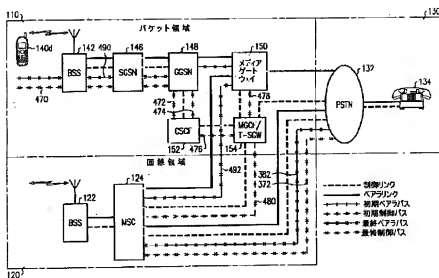 110
パケット領域
130
140d
142
146
148
150
BSS
SGSN
490
GGSN
メディア
ゲート
ウェイ
132
134
470
472
474
478
PSTN
CSCF
MGCF/
T-SGW
152
476
154
回線領域
492
382
372
122
124
480
BSS
MSC
制御リンク
ベアラリンク
初期ベアラパス
初期制御パス
最終ベアラパス
最後制御パス
120